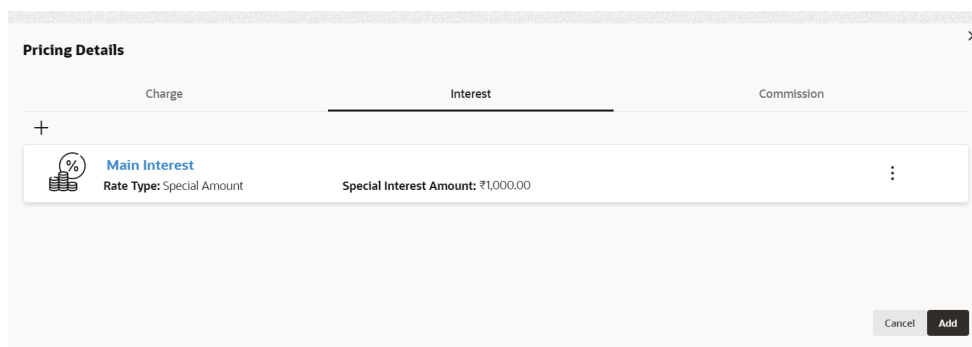 Pricing Details
Charge Interest Commission
Main Interest
Rate Type: Special Amount Special Interest Amount: ₹1,000.00
Cancel Add